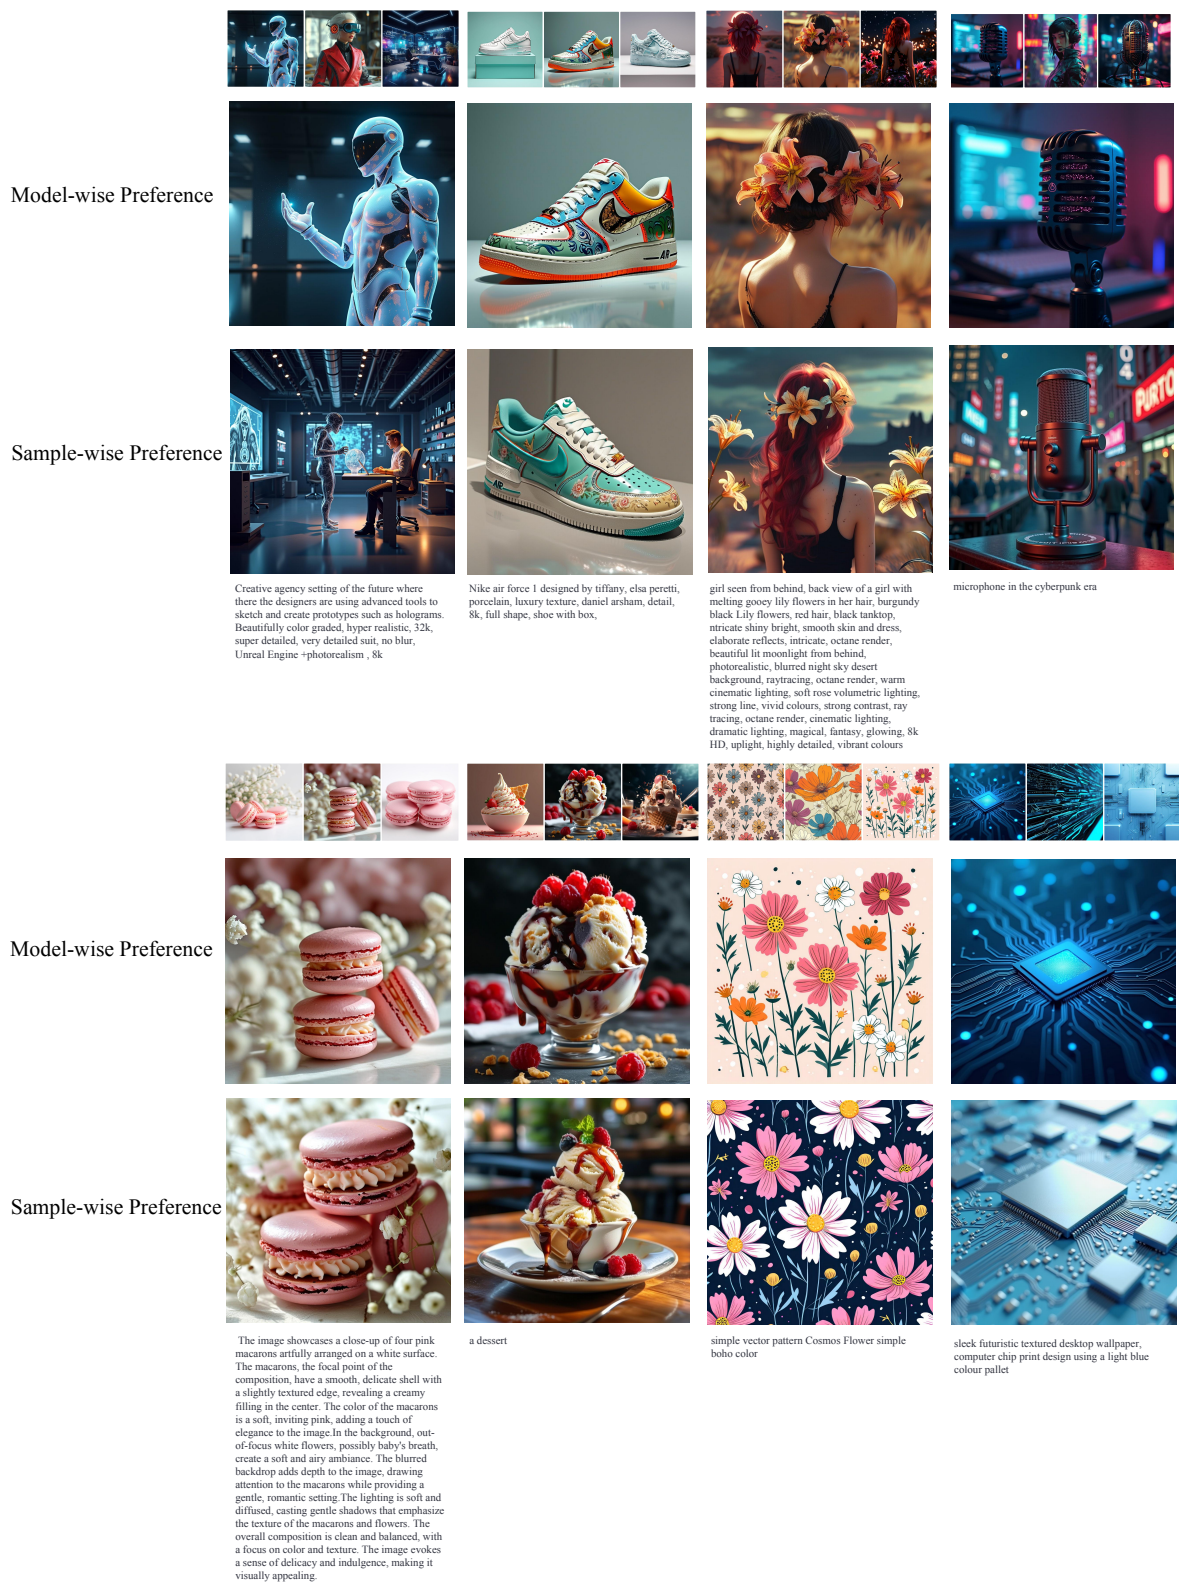 Model-wise Preference
AIR
Sample-wise Preference
AIR
04
PURTO
Creative agency setting of the future where
there the designers are using advanced tools to
sketch and create prototypes such as holograms.
Beautifully color graded, hyper realistic, 32k,
super detailed, very detailed suit, no blur,
Unreal Engine +photorealism , 8k
Nike air force 1 designed by tiffany, elsa peretti,
porcelain, luxury texture, daniel arsham, detail,
8k, full shape, shoe with box,
girl seen from behind, back view of a girl with
melting gooey lily flowers in her hair, burgundy
black Lily flowers, red hair, black tanktop,
ntricate shiny bright, smooth skin and dress,
elaborate reflects, intricate, octane render,
beautiful lit moonlight from behind,
photorealistic, blurred night sky desert
background, raytracing, octane render, warm
cinematic lighting, soft rose volumetric lighting,
strong line, vivid colours, strong contrast, ray
tracing, octane render, cinematic lighting,
dramatic lighting, magical, fantasy, glowing, 8k
HD, uplight, highly detailed, vibrant colours
microphone in the cyberpunk era
Model-wise Preference
Sample-wise Preference
The image showcases a close-up of four pink
macarons artfully arranged on a white surface.
The macarons, the focal point of the
composition, have a smooth, delicate shell with
a slightly textured edge, revealing a creamy
filling in the center. The color of the macarons
is a soft, inviting pink, adding a touch of
elegance to the image.In the background, out-
of-focus white flowers, possibly baby's breath,
create a soft and airy ambiance. The blurred
backdrop adds depth to the image, drawing
attention to the macarons while providing a
gentle, romantic setting.The lighting is soft and
diffused, casting gentle shadows that emphasize
the texture of the macarons and flowers. The
overall composition is clean and balanced, with
a focus on color and texture. The image evokes
a sense of delicacy and indulgence, making it
visually appealing.
a dessert
simple vector pattern Cosmos Flower simple
boho color
sleek futuristic textured desktop wallpaper,
computer chip print design using a light blue
colour pallet